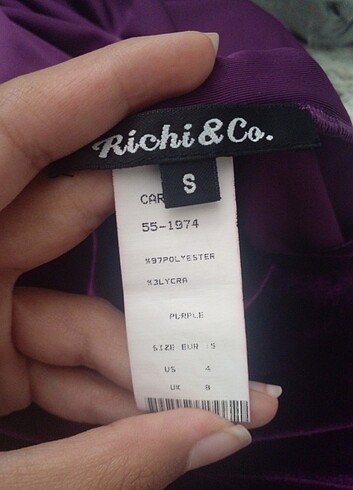 Richi & Co.
S
CAR
55-1974
%97POLYESTER
%3LYCRA
PURPLE
SIZE EUR S
US 4
UK 8